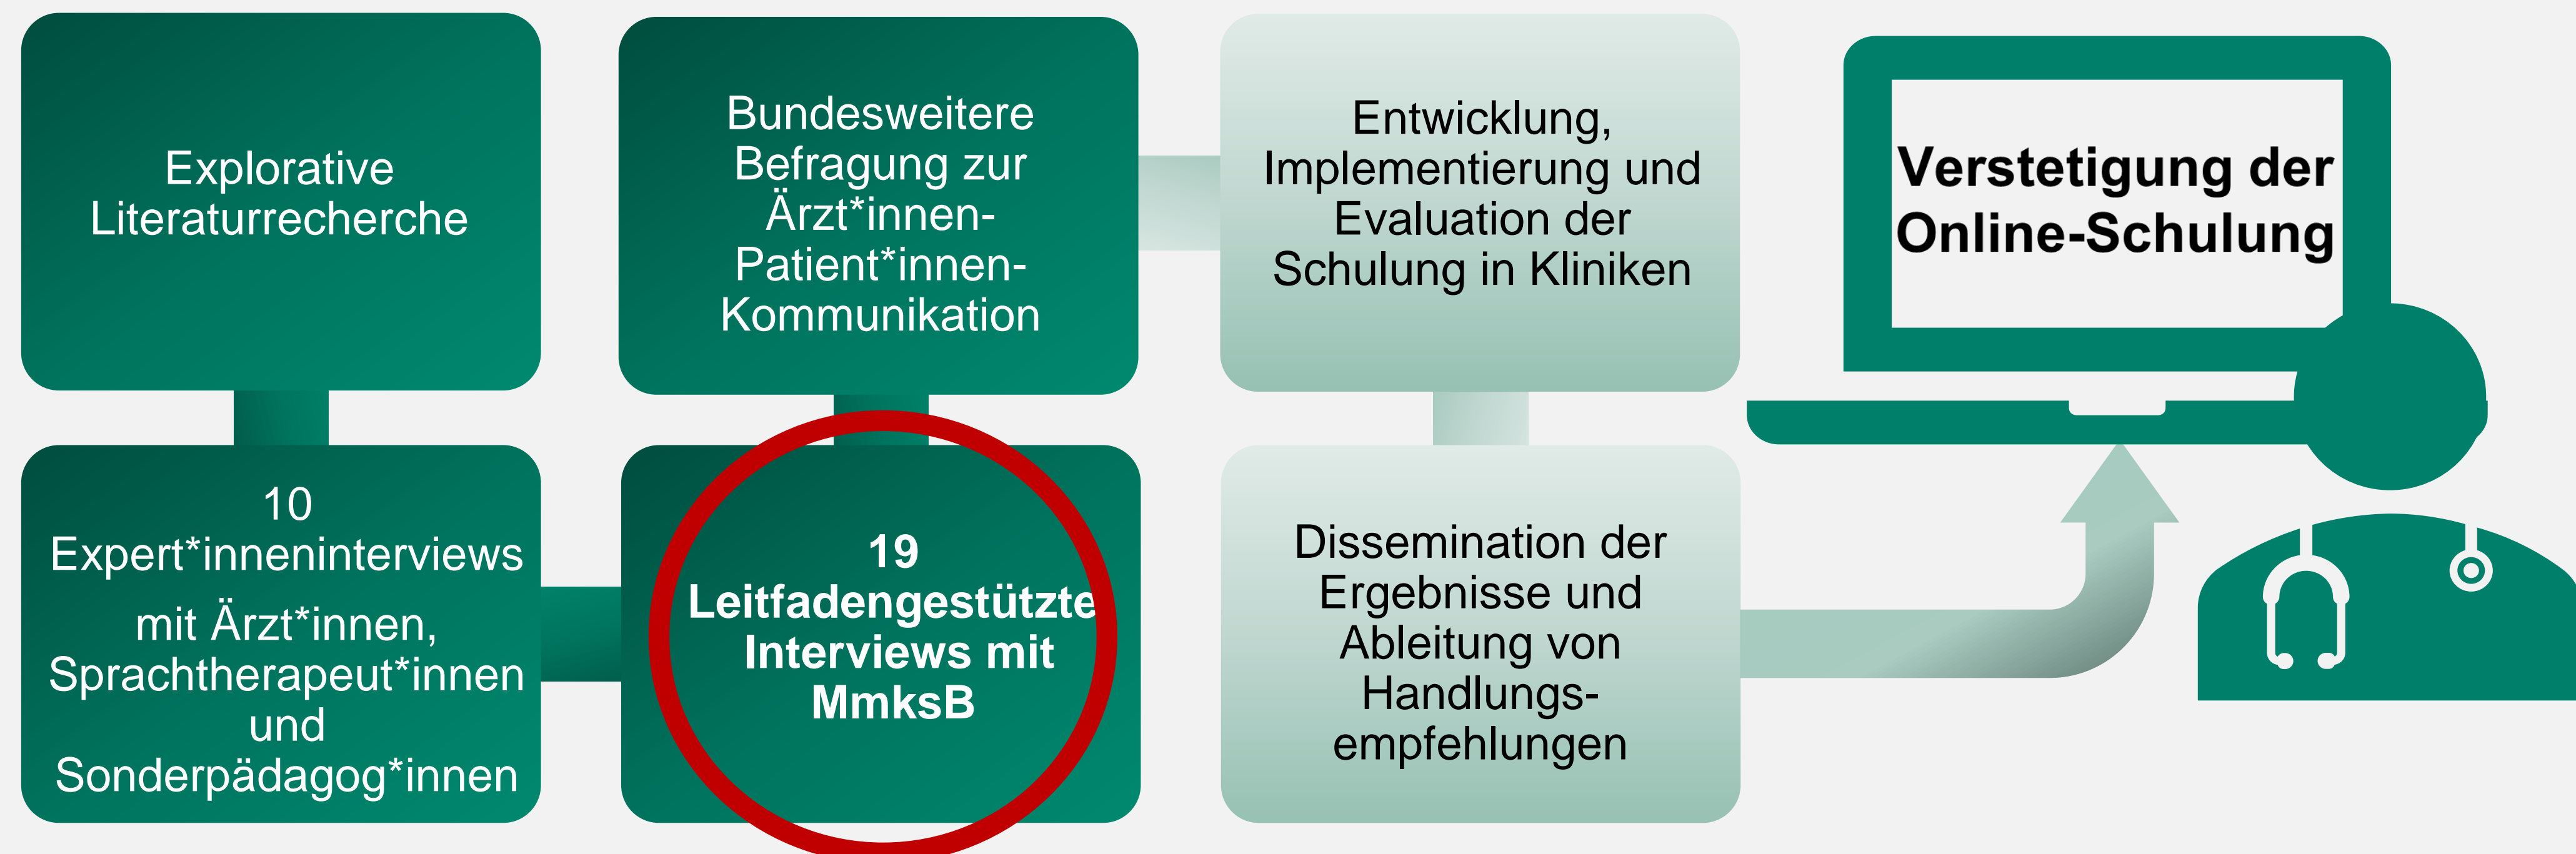 Explorative
Literaturrecherche
10
Expert*inneninterviews
mit Ärzt*innen,
Sprachtherapeut*innen
und
Sonderpädagog*innen
19
Leitfadengestützte
Interviews mit
MmksB
Bundesweitere
Befragung zur
Ärzt*innen-
Patient*innen-
Kommunikation
Entwicklung,
Implementierung und
Evaluation der
Schulung in Kliniken
Dissemination der
Ergebnisse und
Ableitung von
Handlungs-
empfehlungen
Verstetigung der
Online-Schulung